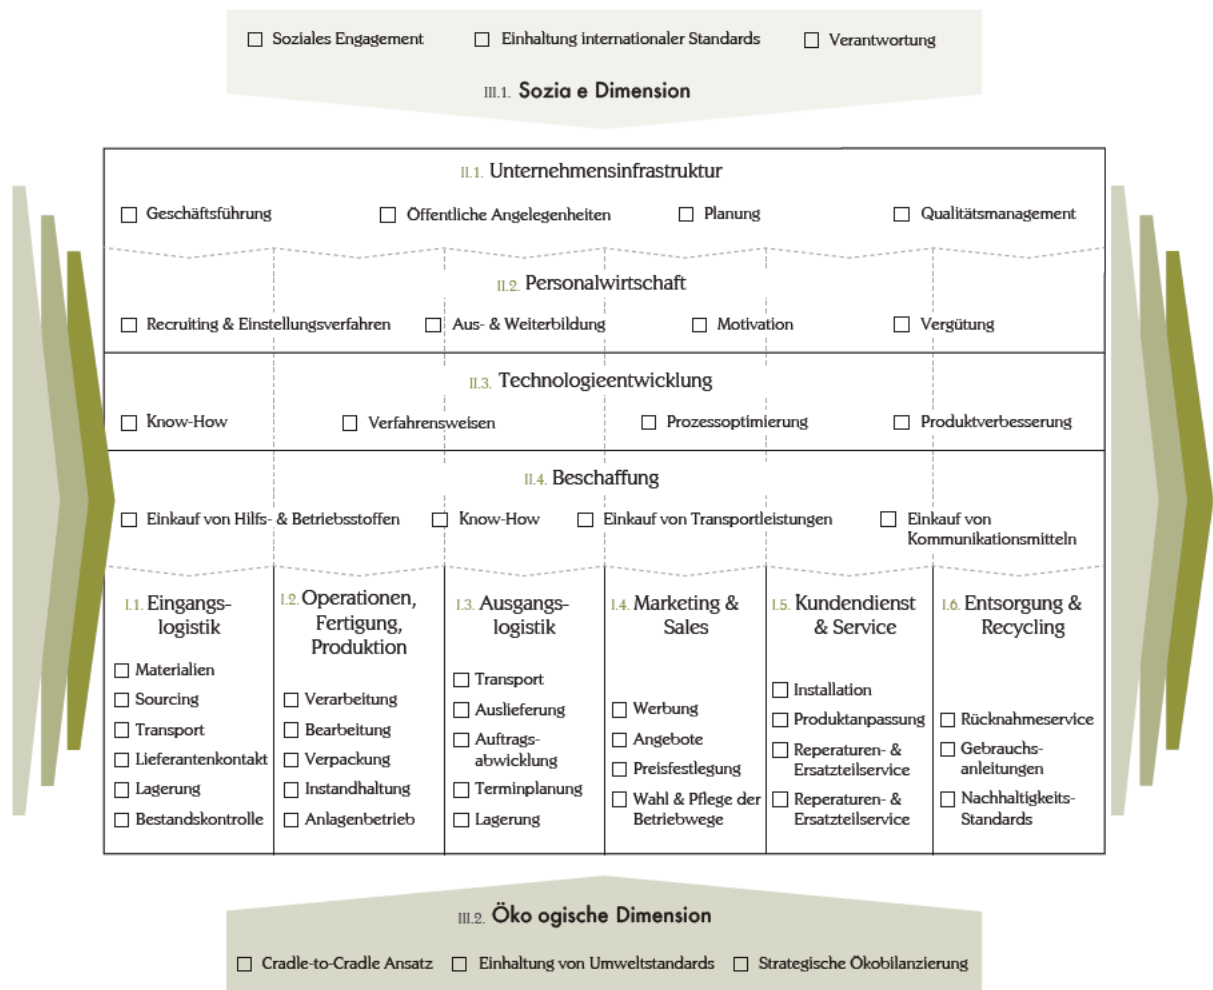 Soziales Engagement Einhaltung internationaler Standards Verantwortung
III.1. Sozia e Dimension
II.1. Unternehmensinfrastruktur
Geschäftsführung Öffentliche Angelegenheiten Planung Qualitätsmanagement
II.2. Personalwirtschaft
Recruiting & Einstellungsverfahren Aus- & Weiterbildung Motivation Vergütung
II.3. Technologieentwicklung
Know-How Verfahrensweisen Prozessoptimierung Produktverbesserung
II.4. Beschaffung
Einkauf von Hilfs- & Betriebsstoffen Know-How Einkauf von Transportleistungen Einkauf von
Kommunikationsmitteln
I.1. Eingangs-
logistik
Materialien
Sourcing
Transport
Lieferantenkontakt
Lagerung
Bestandskontrolle
I.2. Operationen,
Fertigung,
Produktion
Verarbeitung
Bearbeitung
Verpackung
Instandhaltung
Anlagenbetrieb
I.3. Ausgangs-
logistik
Transport
Auslieferung
Auftrags-
abwicklung
Terminplanung
Lagerung
I.4. Marketing &
Sales
Werbung
Angebote
Preisfestlegung
Wahl & Pflege der
Betriebwege
I.5. Kundendienst
& Service
Installation
Produktanpassung
Reperaturen- &
Ersatzteilservice
Reperaturen- &
Ersatzteilservice
I.6. Entsorgung &
Recycling
Rücknahmeservice
Gebrauchs-
anleitungen
Nachhaltigkeits-
Standards
III.2. Öko ogische Dimension
Cradle-to-Cradle Ansatz Einhaltung von Umweltstandards Strategische Ökobilanzierung